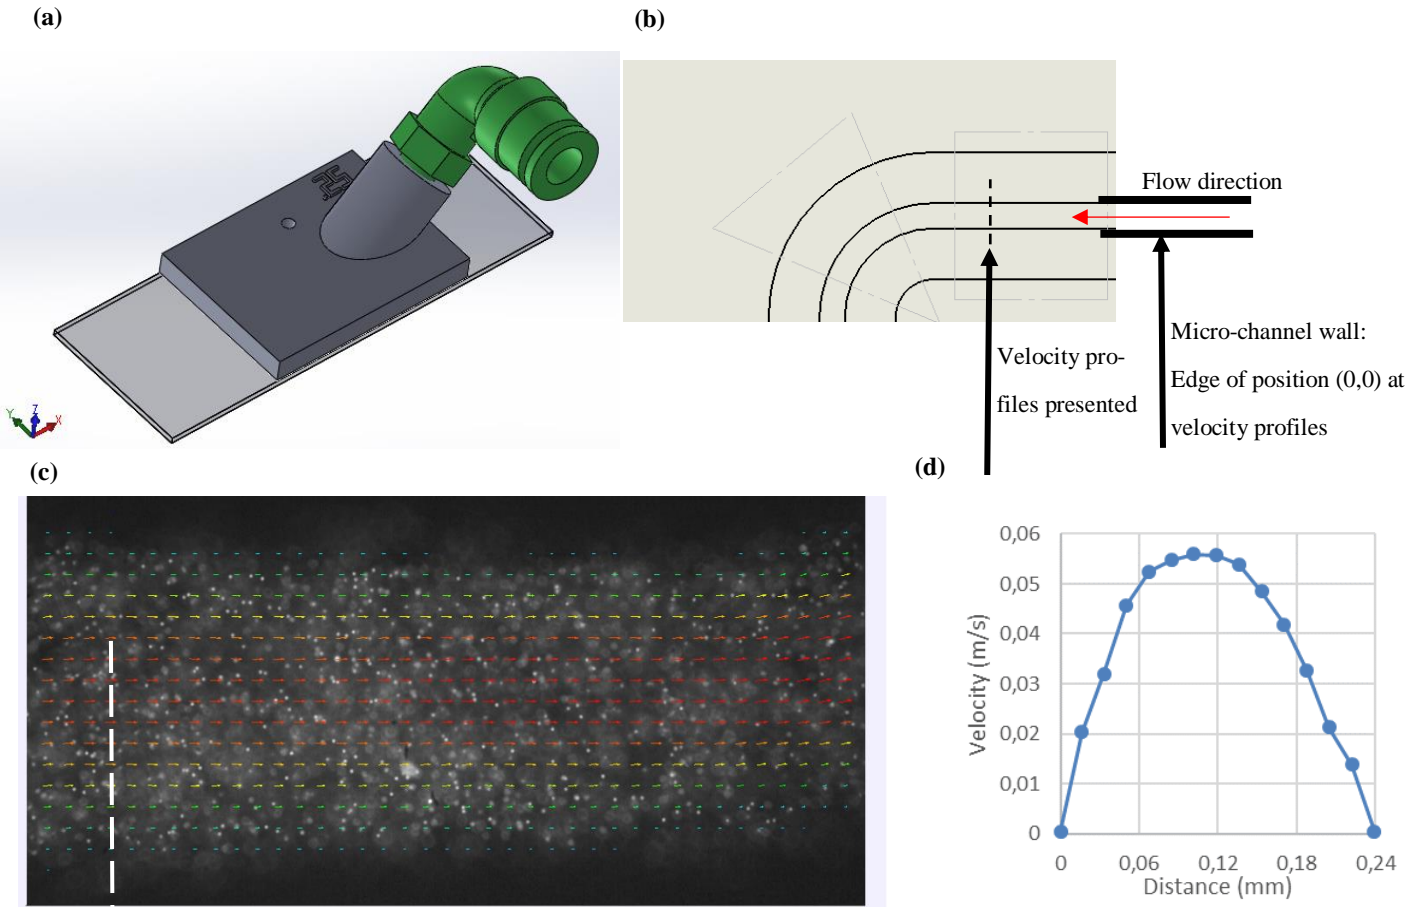 (a)
(b)
Flow direction
Micro-channel wall:
Edge of position (0,0) at
velocity profiles
Velocity pro-
files presented
Y
Z
X
(c)
(d)
Velocity (m/s)
0,06
0,05
0,04
0,03
0,02
0,01
0
0 0,06 0,12 0,18 0,24
Distance (mm)